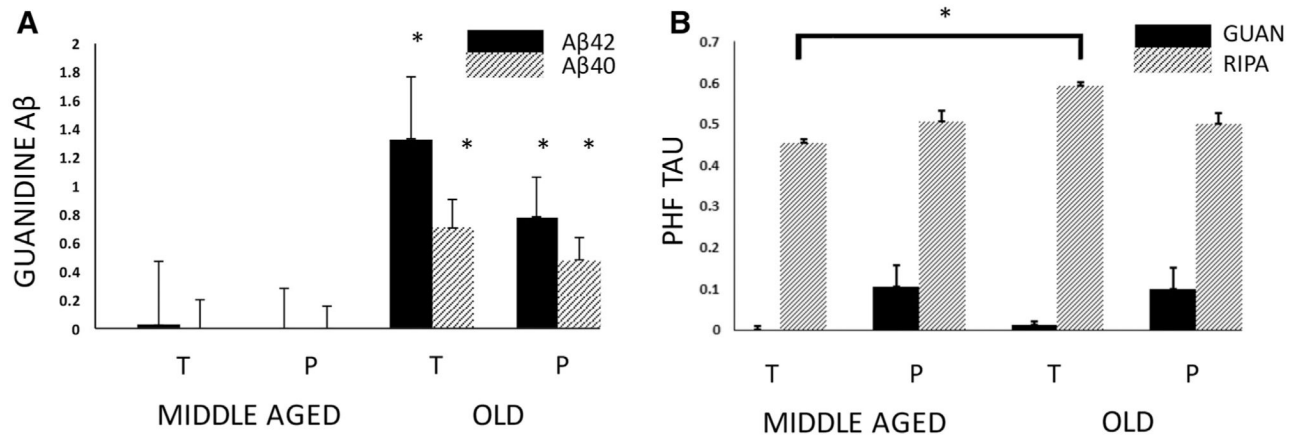 A
GUANIDINE Aβ
2
1.8
1.6
1.4
1.2
1
0.8
0.6
0.4
0.2
0
*
*
*
*
Aβ42
Aβ40
T
P
T
P
MIDDLE AGED
OLD
B
PHF TAU
0.7
0.6
0.5
0.4
0.3
0.2
0.1
0
*
GUAN
RIPA
T
P
T
P
MIDDLE AGED
OLD